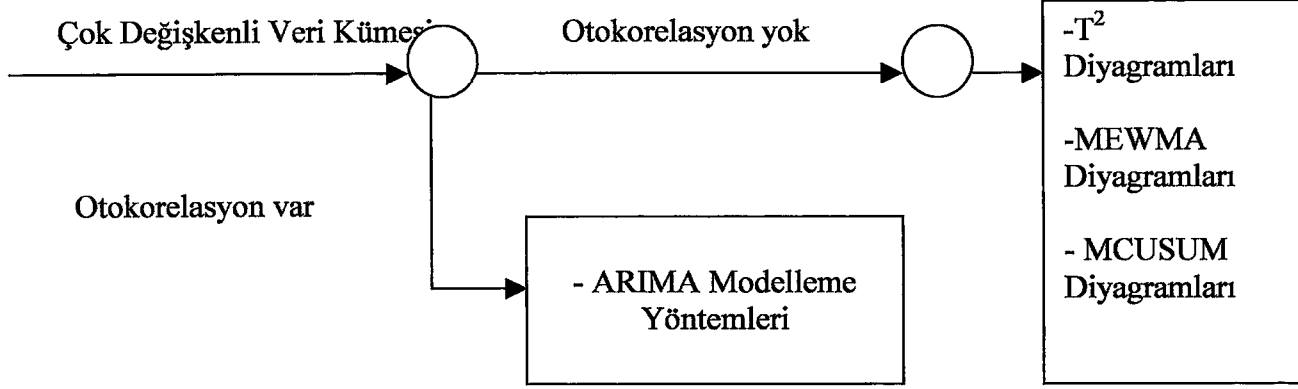 Çok Değişkenli Veri Kümesi
Otokorelasyon yok
-T²
Diyagramları
-MEWMA
Diyagramları
- MCUSUM
Diyagramları
Otokorelasyon var
- ARIMA Modelleme
Yöntemleri